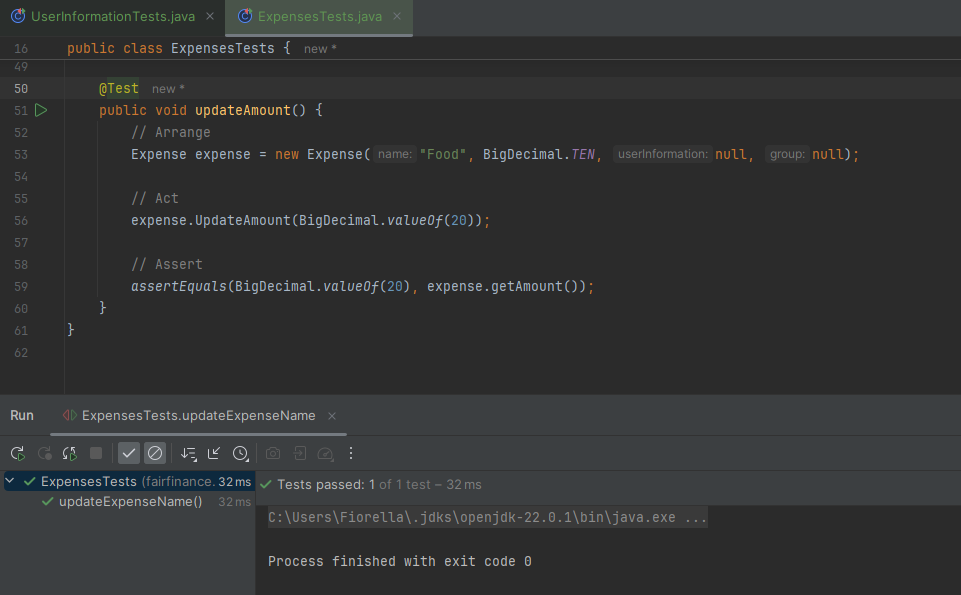 UserInformationTests.java ×
ExpensesTests.java ×
16 public class ExpensesTests { new *
49
50 @Test new *
51 public void updateAmount() {
52 // Arrange
53 Expense expense = new Expense( name: "Food", BigDecimal.TEN, userInformation: null, group: null);
54
55 // Act
56 expense.UpdateAmount(BigDecimal.valueOf(20));
57
58 // Assert
59 assertEquals(BigDecimal.valueOf(20), expense.getAmount());
60 }
61 }
62
Run ExpensesTests.updateExpenseName ×
ExpensesTests (fairfinance. 32 ms
updateExpenseName() 32 ms
Tests passed: 1 of 1 test – 32 ms
C:\Users\Fiorella\.jdks\openjdk-22.0.1\bin\java.exe ...
Process finished with exit code 0